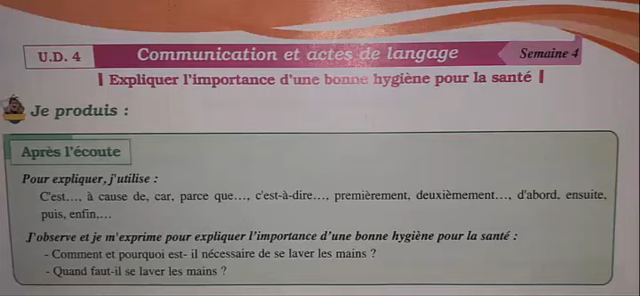 U.D. 4
Communication et actes de langage
Semaine 4
Expliquer l'importance d'une bonne hygiène pour la santé
Je produis :
Après l'écoute
Pour expliquer, j'utilise :
C'est..., à cause de, car, parce que..., c'est-à-dire..., premièrement, deuxièmement..., d'abord, ensuite,
puis, enfin,...
J'observe et je m'exprime pour expliquer l'importance d'une bonne hygiène pour la santé :
- Comment et pourquoi est- il nécessaire de se laver les mains ?
- Quand faut-il se laver les mains ?